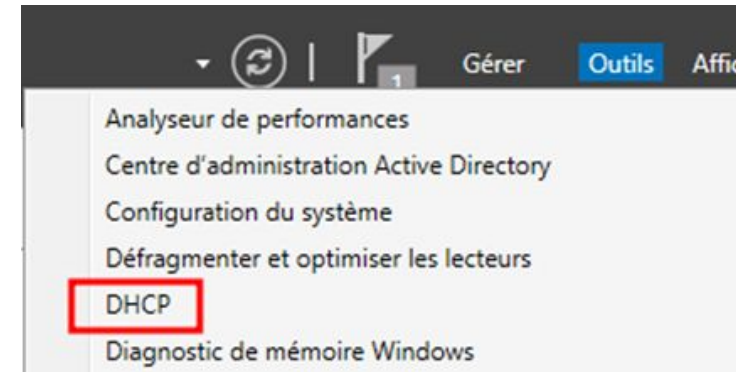 Gérer Outils Affic
1
Analyseur de performances
Centre d'administration Active Directory
Configuration du système
Défragmenter et optimiser les lecteurs
DHCP
Diagnostic de mémoire Windows